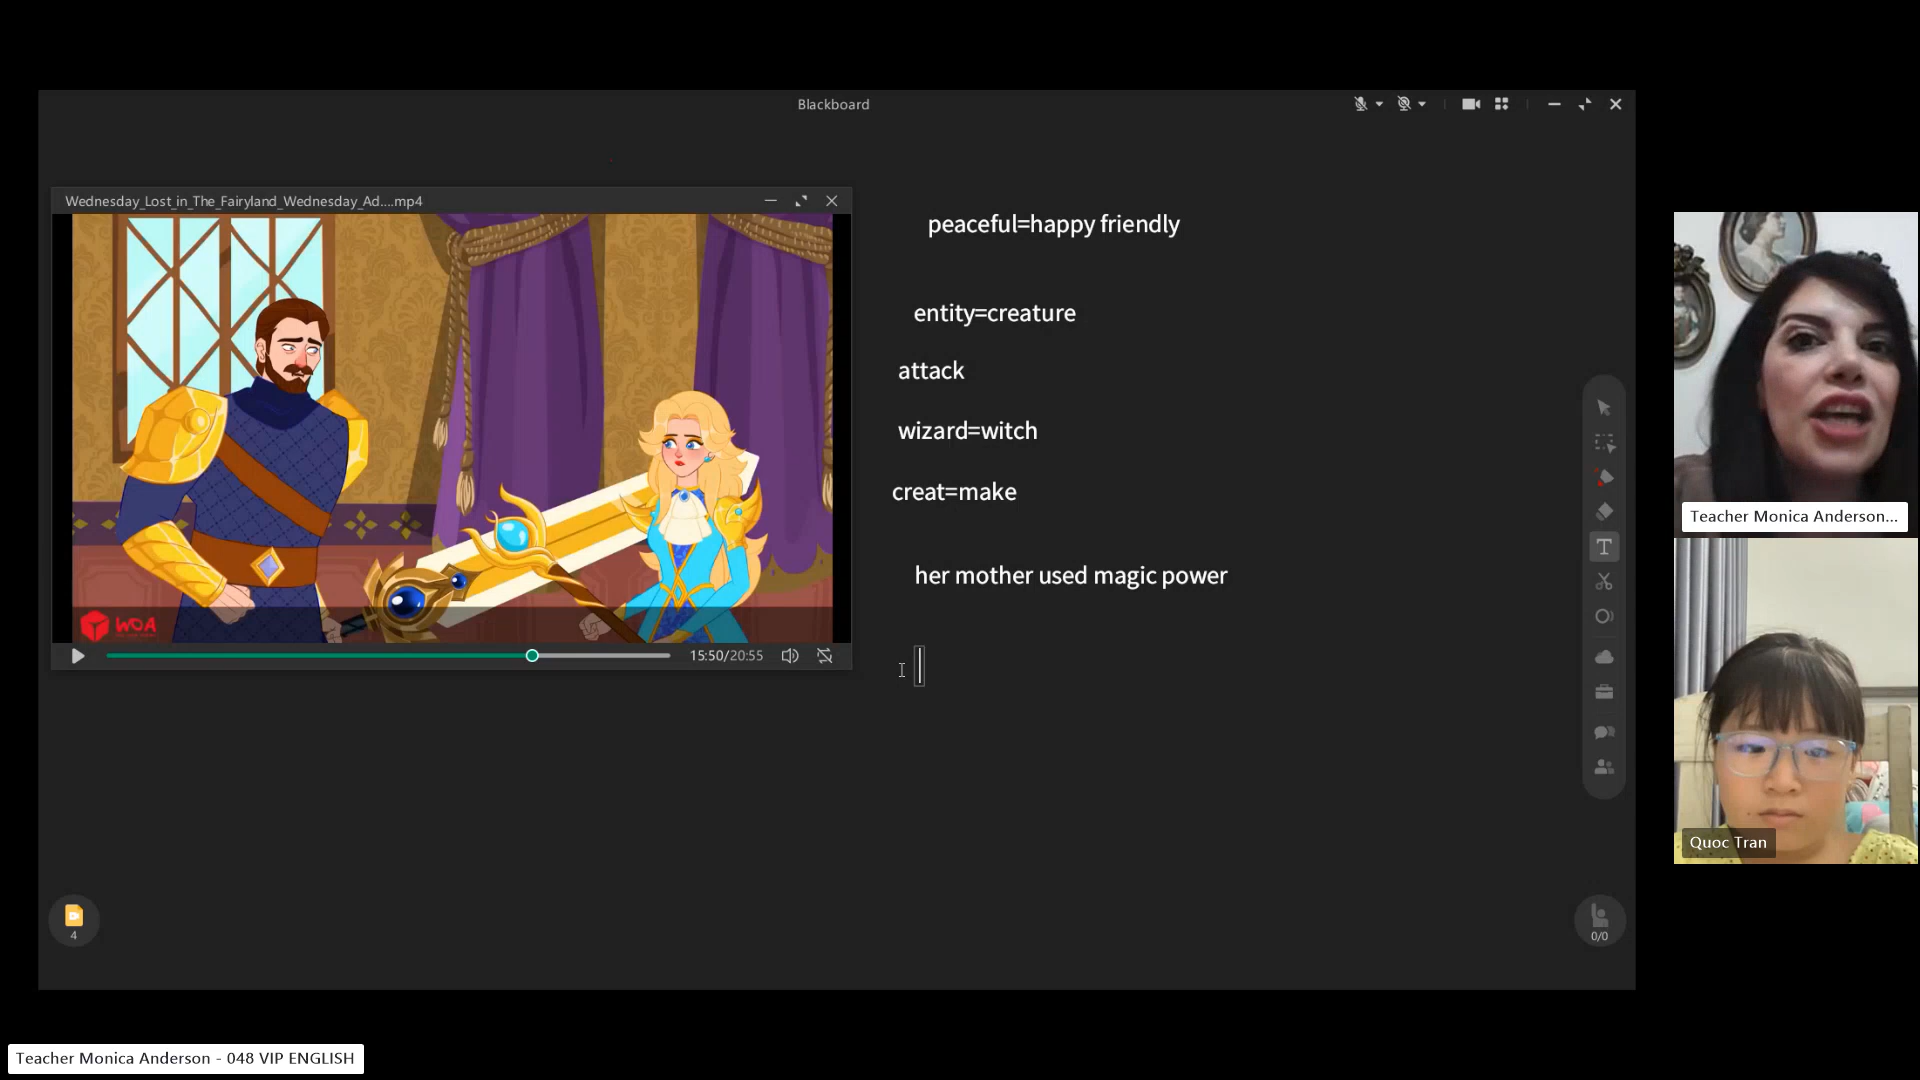 Blackboard
Wednesday_Lost_in_The_Fairyland_Wednesday_Ad....mp4
WOA
15:50/20:55
peaceful=happy friendly
entity=creature
attack
wizard=witch
creat=make
her mother used magic power
T
4
0/0
Teacher Monica Anderson...
Quoc Tran
Teacher Monica Anderson - 048 VIP ENGLISH